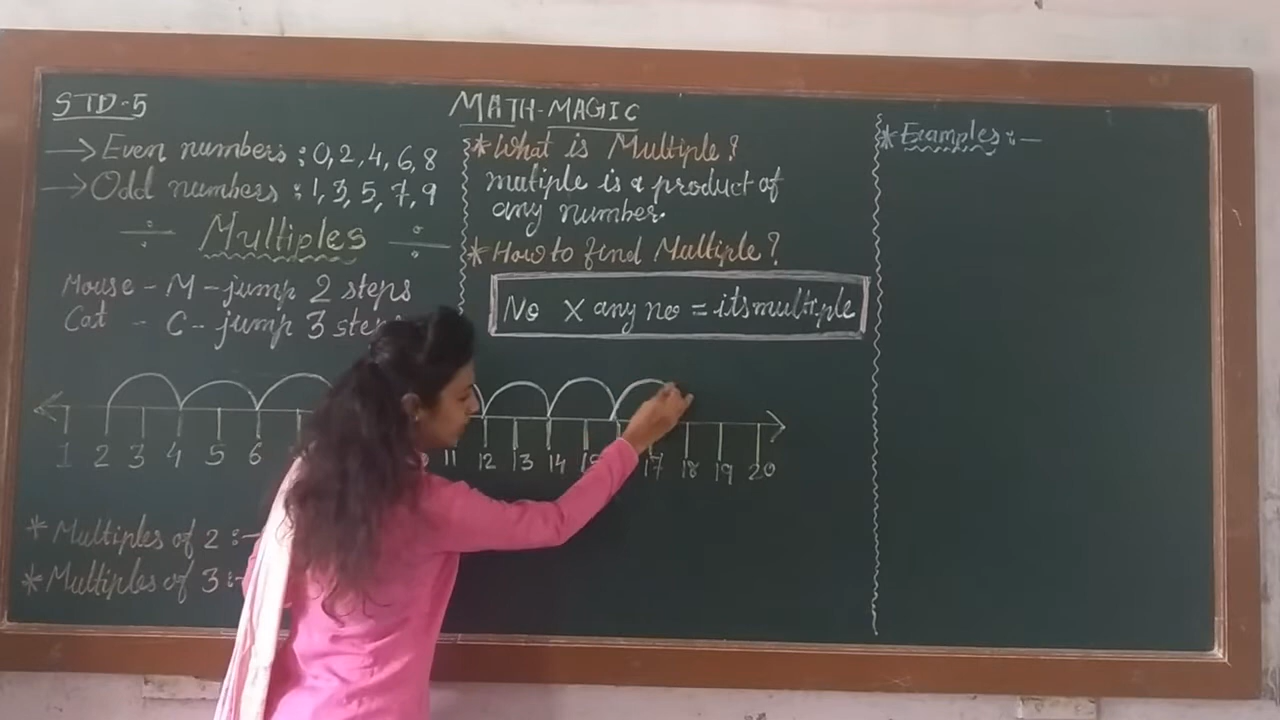 STD-5
MATH-MAGIC
→ Even numbers : 0, 2, 4, 6, 8
→ Odd numbers : 1, 3, 5, 7, 9
÷ Multiples ÷
Mouse - M - jump 2 steps
Cat - C - jump 3 step
1 2 3 4 5 6 11 12 13 14 15 17 18 19 20
* Multiples of 2 :-
* Multiples of 3 :-
* What is Multiple?
mutiple is a product of
any number.
* How to find Multiple?
No X any no = its multiple
* Examples :-